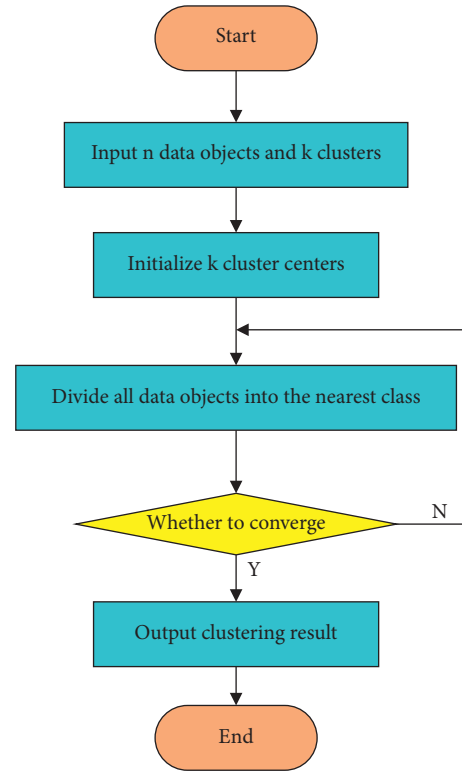 Start
Input n data objects and k clusters
Initialize k cluster centers
Divide all data objects into the nearest class
Whether to converge
N
Y
Output clustering result
End